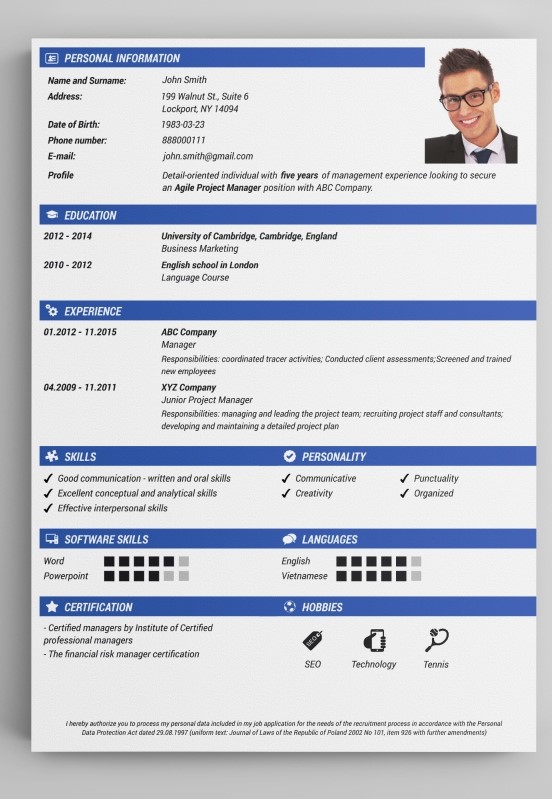 PERSONAL INFORMATION
Name and Surname: John Smith
Address: 199 Walnut St., Suite 6
Lockport, NY 14094
Date of Birth: 1983-03-23
Phone number: 888000111
E-mail: john.smith@gmail.com
Profile Detail-oriented individual with five years of management experience looking to secure
an Agile Project Manager position with ABC Company.
EDUCATION
2012 - 2014 University of Cambridge, Cambridge, England
Business Marketing
2010 - 2012 English school in London
Language Course
EXPERIENCE
01.2012 - 11.2015 ABC Company
Manager
Responsibilities: coordinated tracer activities; Conducted client assessments;Screened and trained
new employees
04.2009 - 11.2011 XYZ Company
Junior Project Manager
Responsibilities: managing and leading the project team; recruiting project staff and consultants;
developing and maintaining a detailed project plan
SKILLS
Good communication - written and oral skills
Excellent conceptual and analytical skills
Effective interpersonal skills
PERSONALITY
Communicative Punctuality
Creativity Organized
SOFTWARE SKILLS
Word
Powerpoint
LANGUAGES
English
Vietnamese
CERTIFICATION
- Certified managers by Institute of Certified
professional managers
- The financial risk manager certification
HOBBIES
SEO
SEO Technology Tennis
I hereby authorize you to process my personal data included in my job application for the needs of the recruitment process in accordance with the Personal
Data Protection Act dated 29.08.1997 (uniform text: Journal of Laws of the Republic of Poland 2002 No 101, item 926 with further amendments)